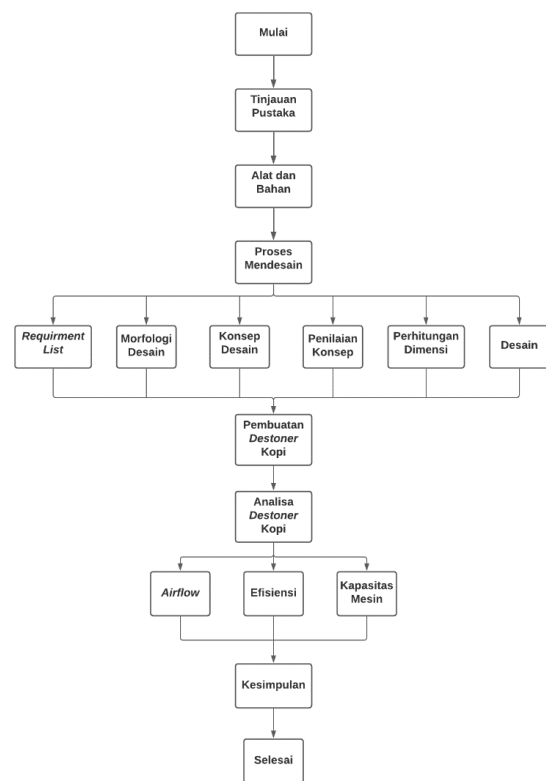 Mulai
Tinjauan
Pustaka
Alat dan
Bahan
Proses
Mendesain
Requirment
List
Morfologi
Desain
Konsep
Desain
Penilaian
Konsep
Perhitungan
Dimensi
Desain
Pembuatan
Destoner
Kopi
Analisa
Destoner
Kopi
Airflow
Efisiensi
Kapasitas
Mesin
Kesimpulan
Selesai